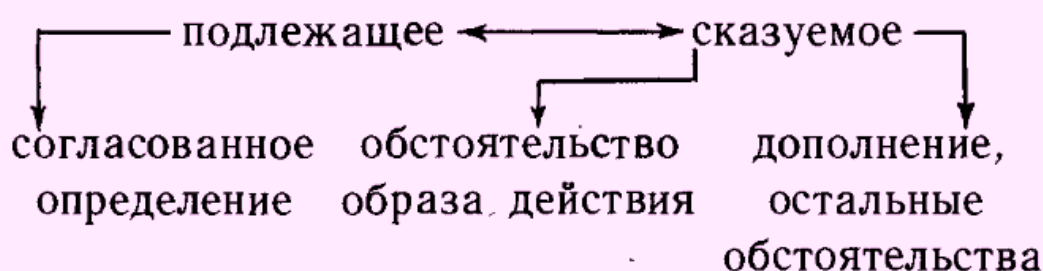 подлежащее сказуемое
согласованное обстоятельство дополнение,
определение образа действия остальные
обстоятельства